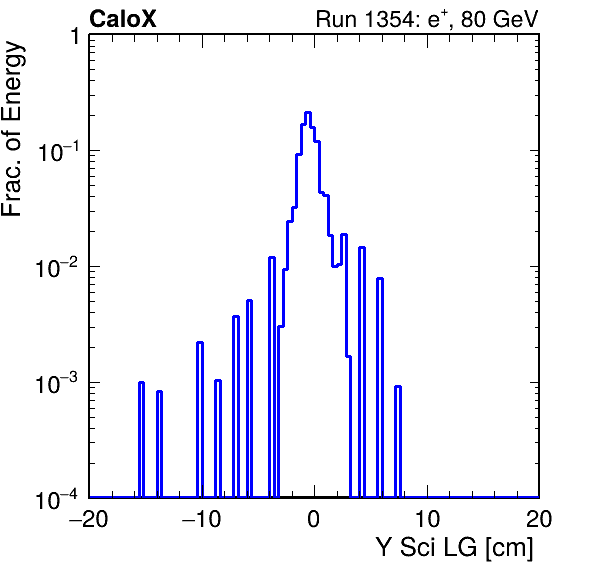 CaloX Run 1354: e⁺, 80 GeV
Frac. of Energy
1
10⁻¹
10⁻²
10⁻³
10⁻⁴
−20 −10 0 10 20
Y Sci LG [cm]